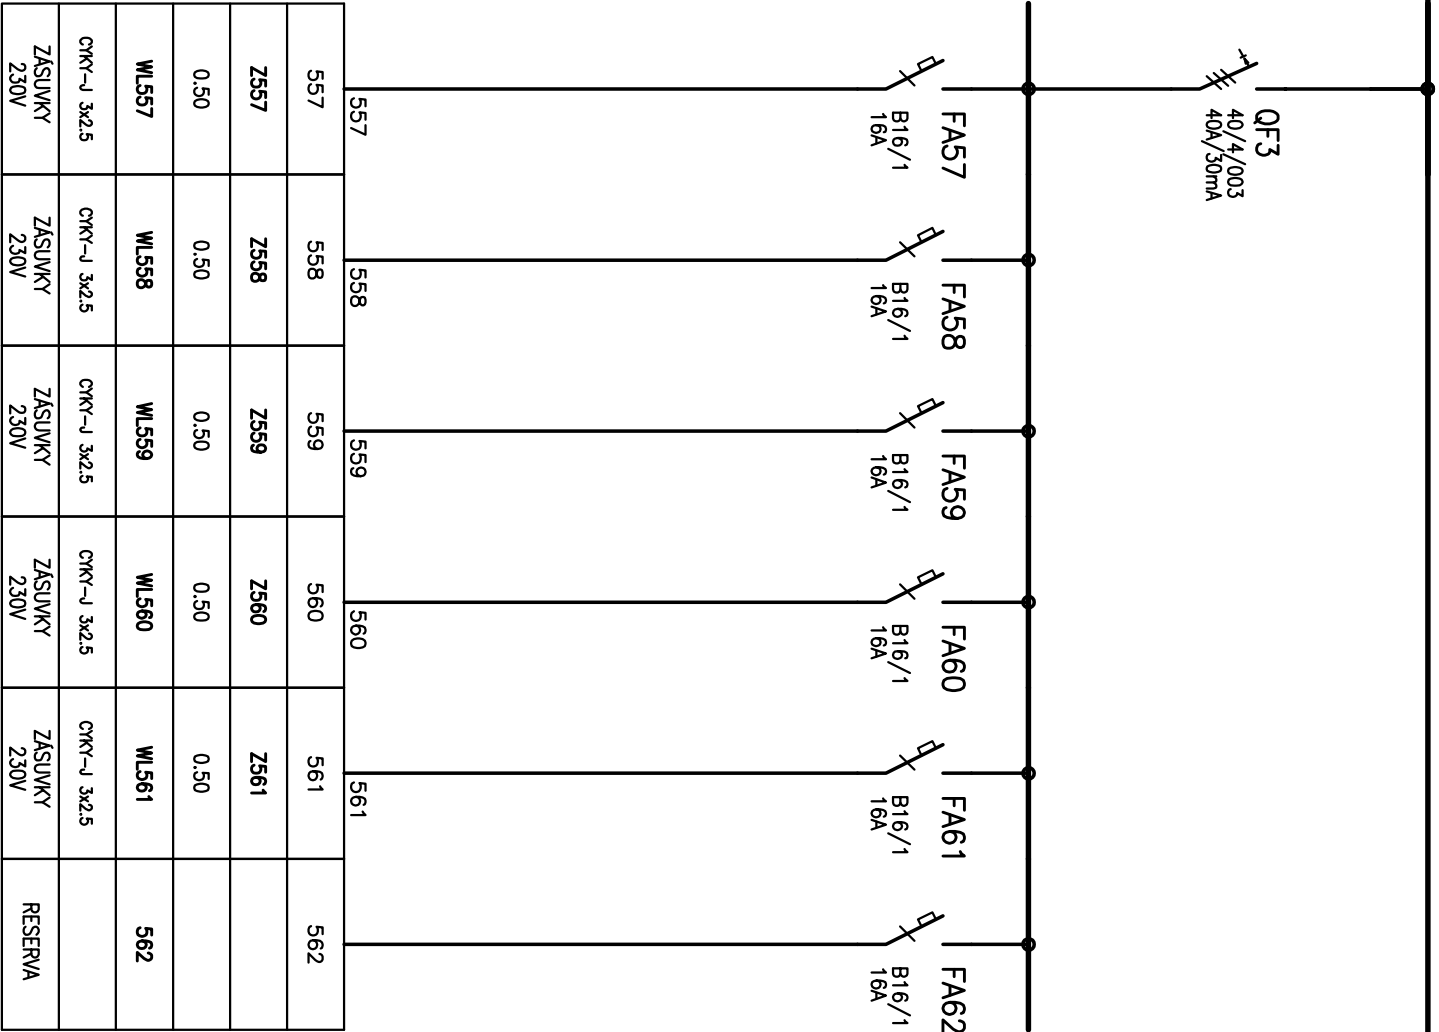 QF3
40/4/003
40A/30mA
FA57
B16/1
16A
FA58
B16/1
16A
FA59
B16/1
16A
FA60
B16/1
16A
FA61
B16/1
16A
FA62
B16/1
16A
557
558
559
560
561
557
558
559
560
561
562
Z557
Z558
Z559
Z560
Z561
0.50
0.50
0.50
0.50
0.50
WL557
WL558
WL559
WL560
WL561
562
CYKY-J 3x2.5
CYKY-J 3x2.5
CYKY-J 3x2.5
CYKY-J 3x2.5
CYKY-J 3x2.5
ZÁSUVKY
230V
ZÁSUVKY
230V
ZÁSUVKY
230V
ZÁSUVKY
230V
ZÁSUVKY
230V
RESERVA